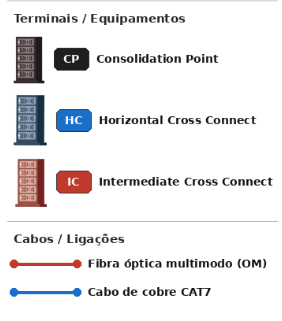 Terminais / Equipamentos
CP Consolidation Point
HC Horizontal Cross Connect
IC Intermediate Cross Connect
Cabos / Ligações
Fibra óptica multimodo (OM)
Cabo de cobre CAT7